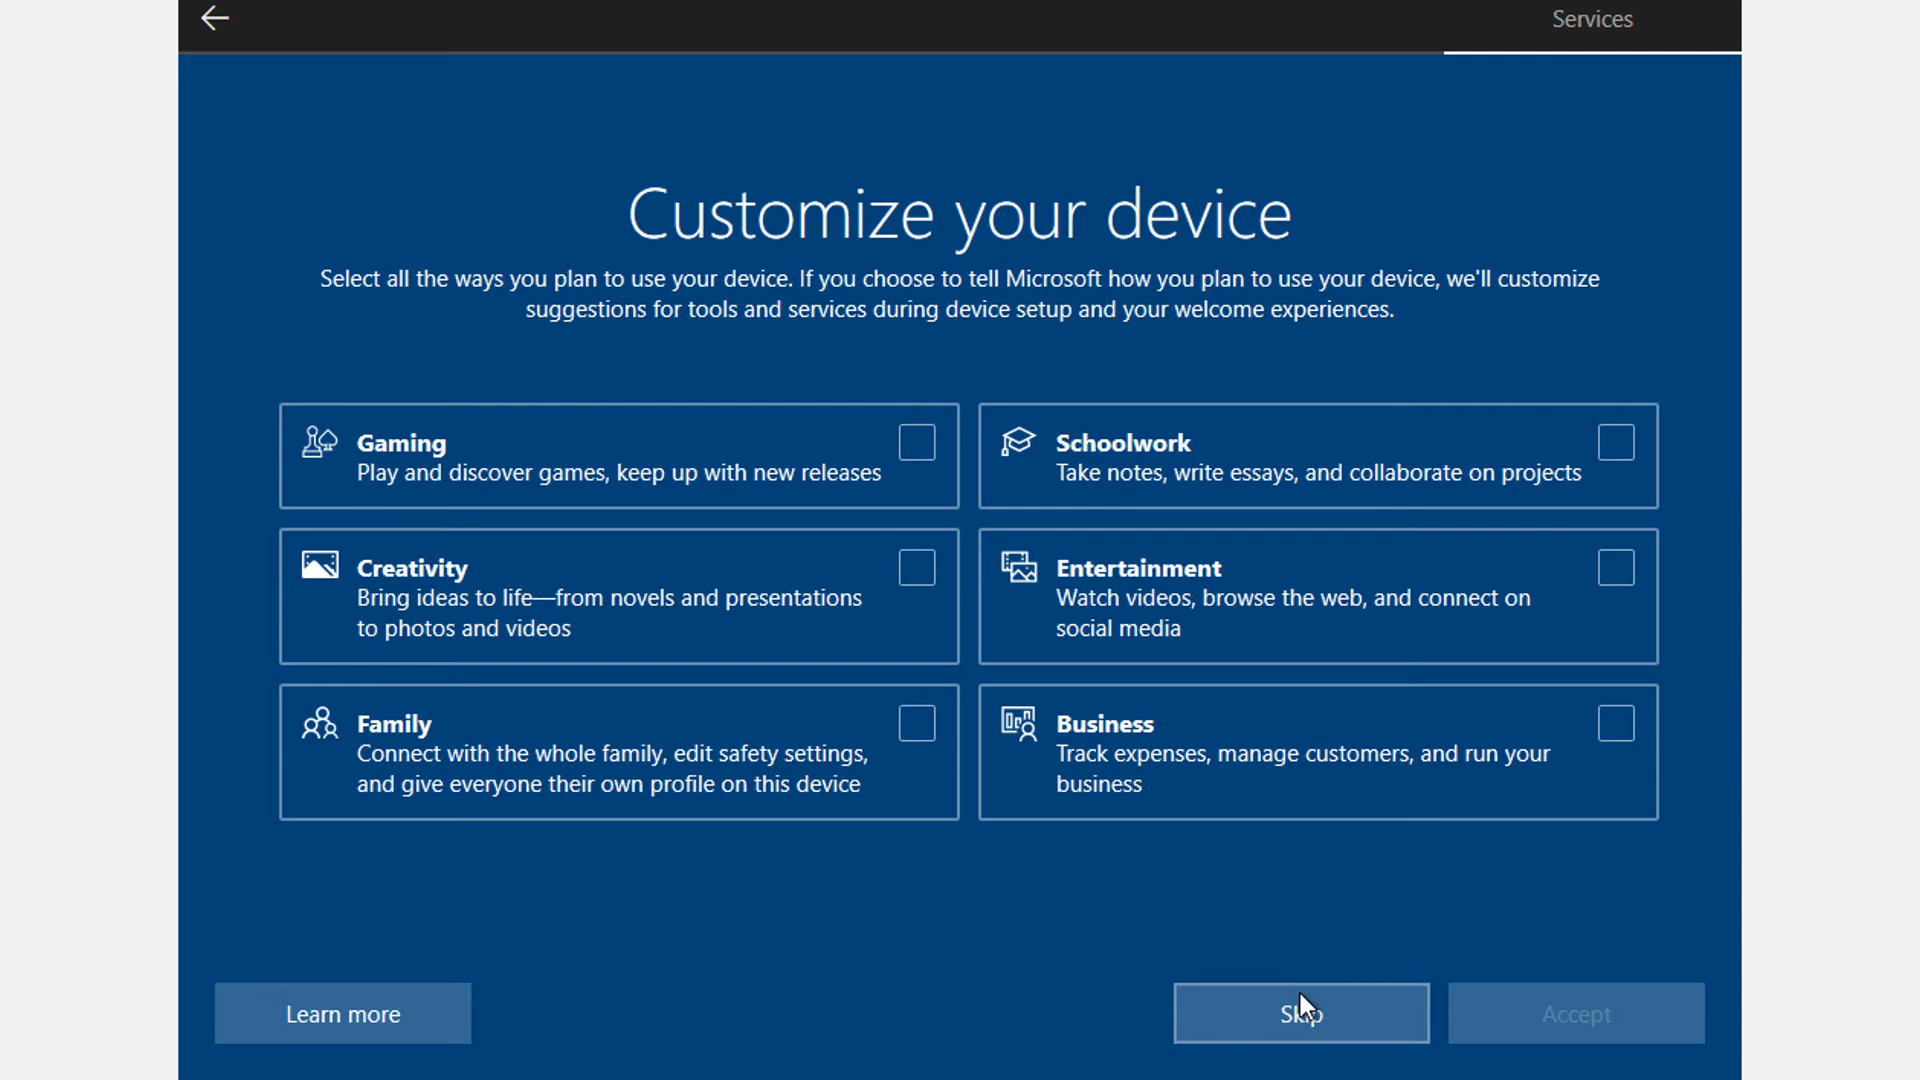 Services
Customize your device
Select all the ways you plan to use your device. If you choose to tell Microsoft how you plan to use your device, we'll customize
suggestions for tools and services during device setup and your welcome experiences.
Gaming
Play and discover games, keep up with new releases
Schoolwork
Take notes, write essays, and collaborate on projects
Creativity
Bring ideas to life—from novels and presentations
to photos and videos
Entertainment
Watch videos, browse the web, and connect on
social media
Family
Connect with the whole family, edit safety settings,
and give everyone their own profile on this device
Business
Track expenses, manage customers, and run your
business
Learn more
Skip
Accept